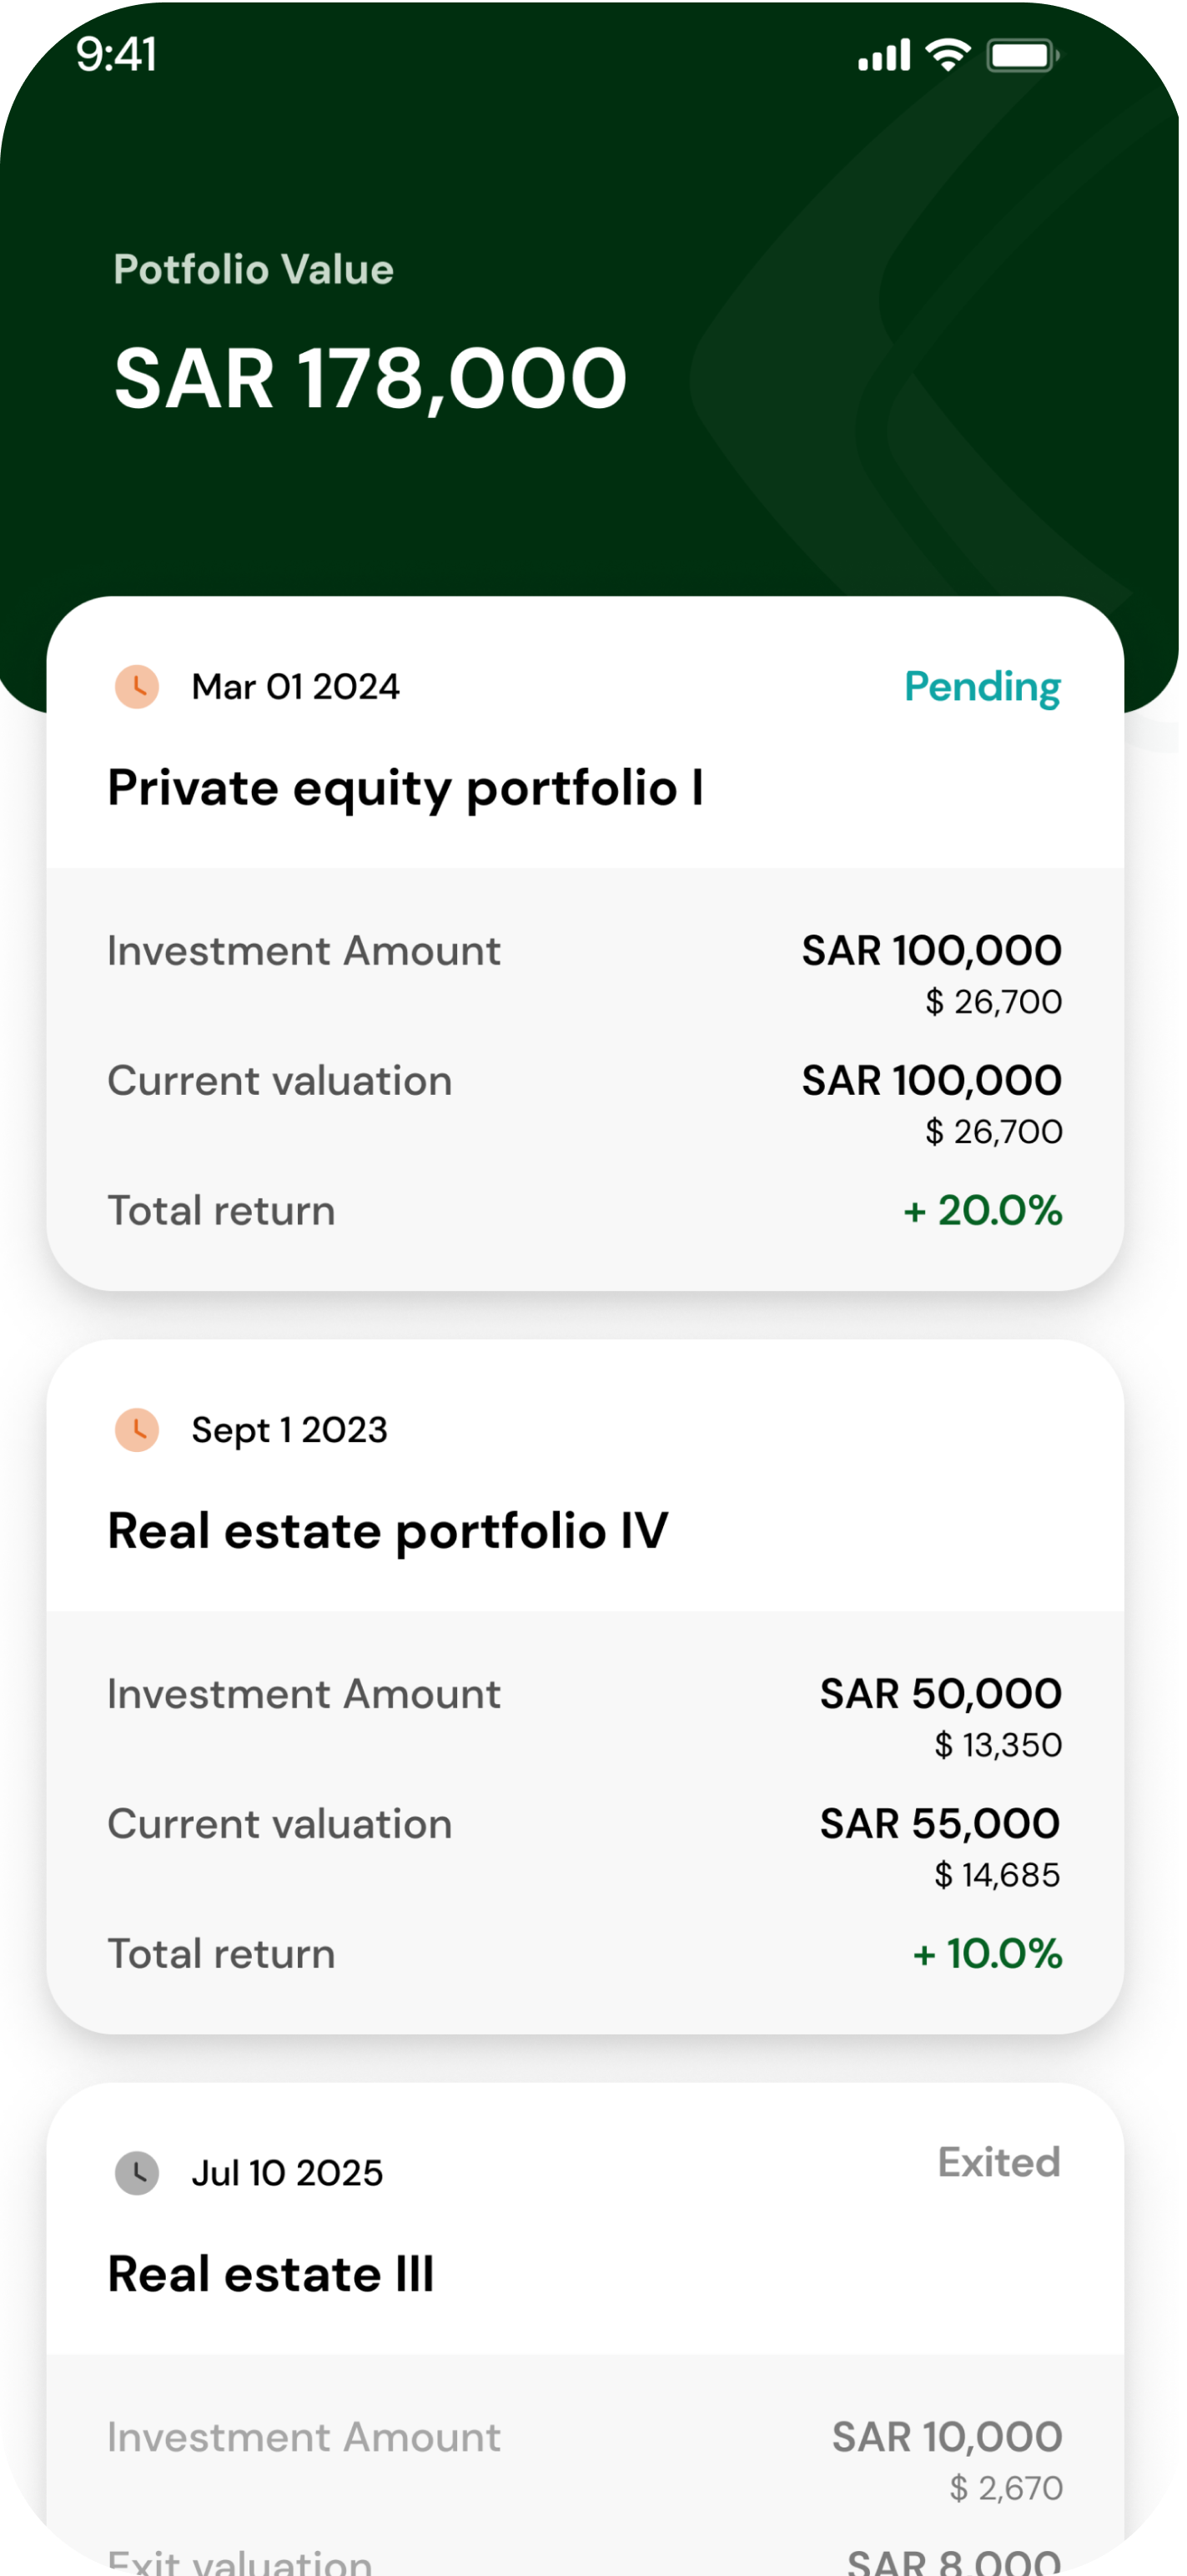 9:41
Potfolio Value
SAR 178,000
Mar 01 2024
Pending
Private equity portfolio I
Investment Amount
SAR 100,000
$ 26,700
Current valuation
SAR 100,000
$ 26,700
Total return
+ 20.0%
Sept 1 2023
Real estate portfolio IV
Investment Amount
SAR 50,000
$ 13,350
Current valuation
SAR 55,000
$ 14,685
Total return
+ 10.0%
Jul 10 2025
Exited
Real estate III
Investment Amount
SAR 10,000
$ 2,670
Exit valuation
SAR 8,000